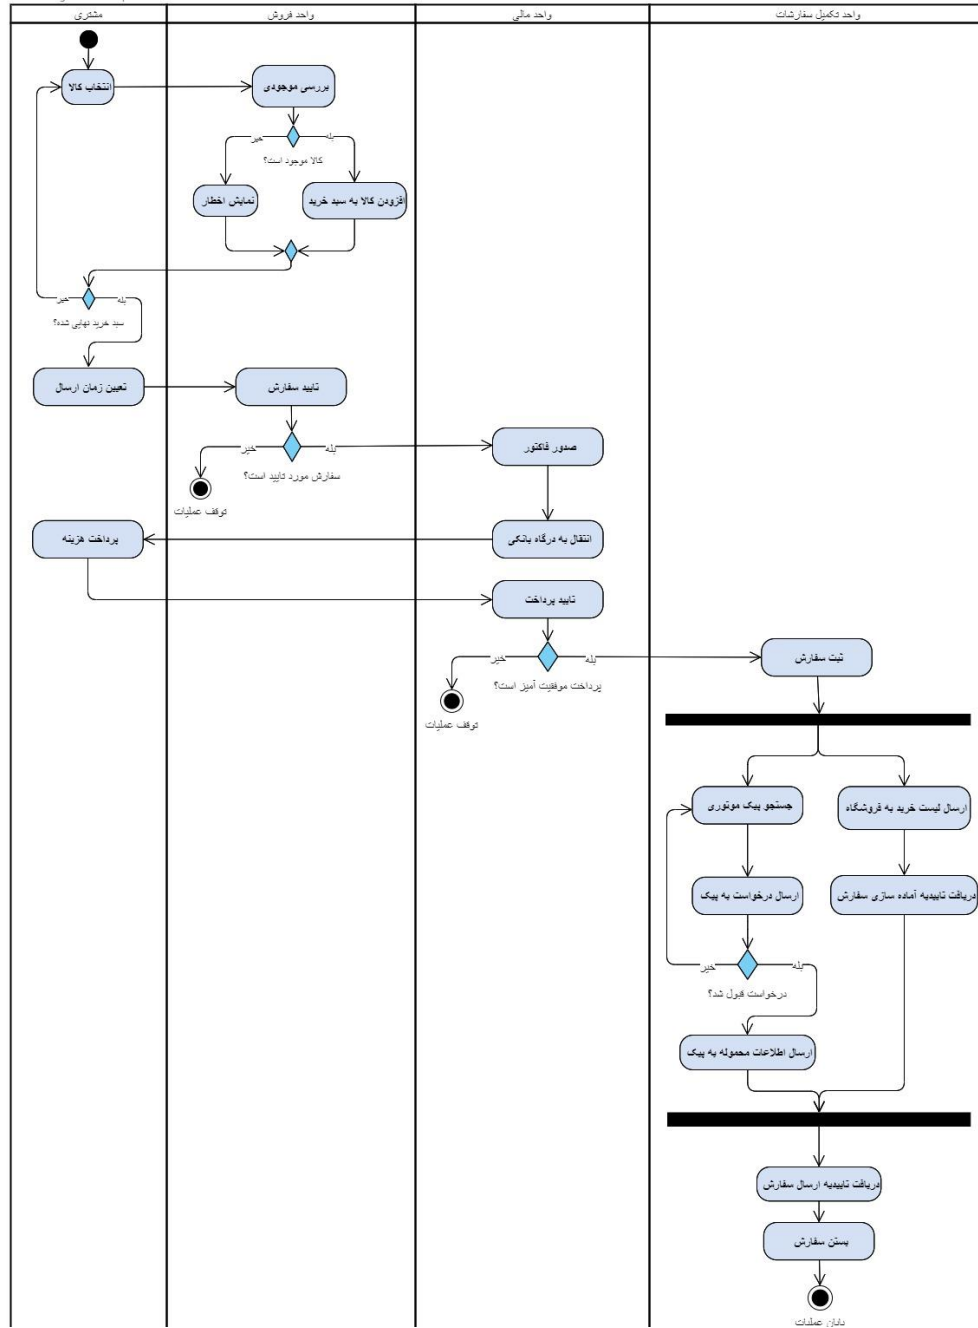 مشتری
واحد فروش
واحد مالی
واحد تکمیل سفارشات
انتخاب کالا
بررسی موجودی
خیر
بله
کالا موجود است؟
نمایش اخطار
افزودن کالا به سبد خرید
خیر
بله
سبد خرید نهایی شده؟
تعیین زمان ارسال
تایید سفارش
خیر
بله
سفارش مورد تایید است؟
توقف عملیات
صدور فاکتور
انتقال به درگاه بانکی
پرداخت هزینه
تایید پرداخت
خیر
بله
پرداخت موفقیت آمیز است؟
توقف عملیات
ثبت سفارش
جستجو پیک موتوری
ارسال لیست خرید به فروشگاه
ارسال درخواست به پیک
دریافت تاییدیه آماده سازی سفارش
خیر
بله
درخواست قبول شد؟
ارسال اطلاعات محموله به پیک
دریافت تاییدیه ارسال سفارش
بستن سفارش
پایان عملیات